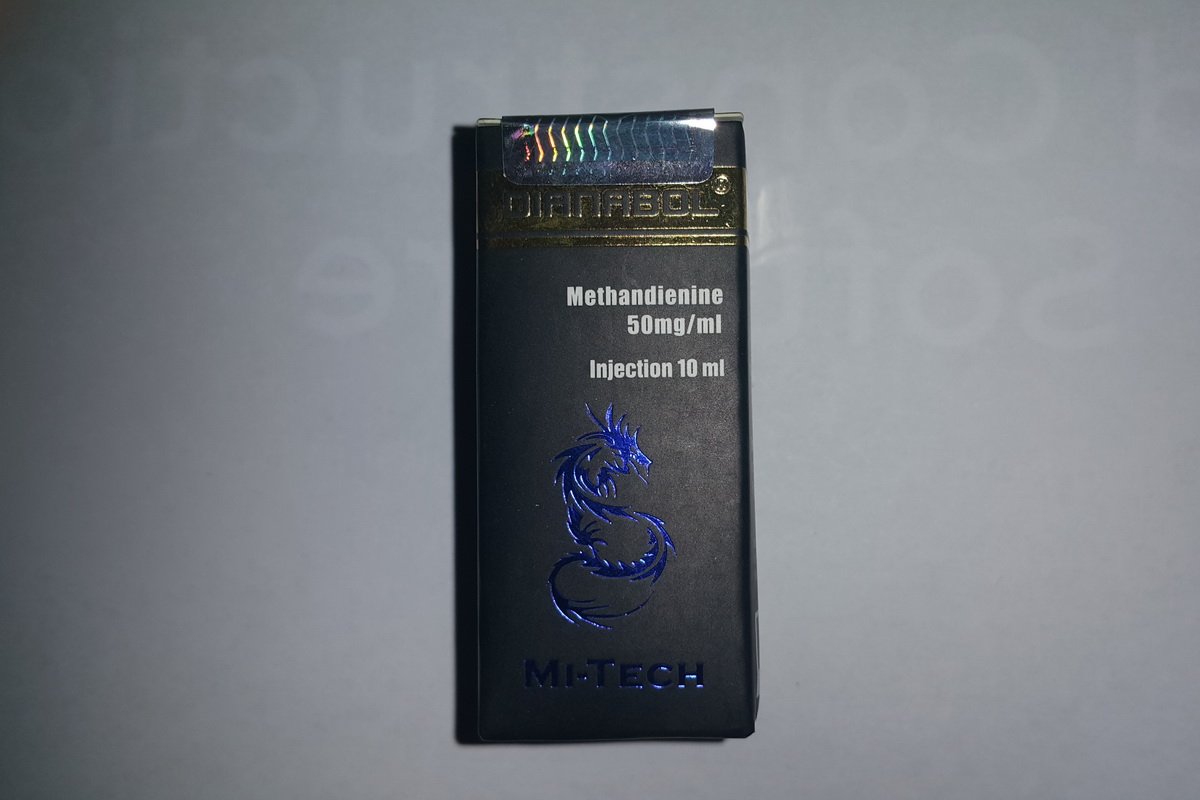 DIANABOL®
Methandienine
50mg/ml
Injection 10 ml
MI-TECH